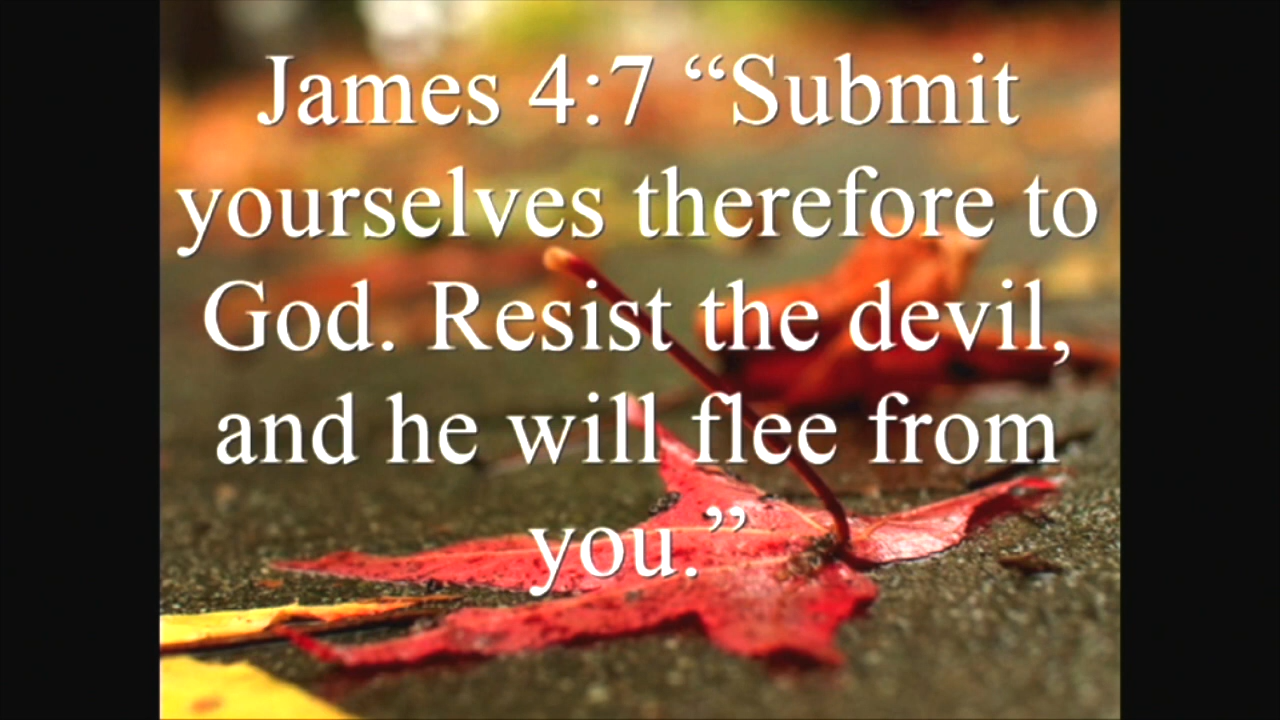 James 4:7 “Submit
yourselves therefore to
God. Resist the devil,
and he will flee from
you.”